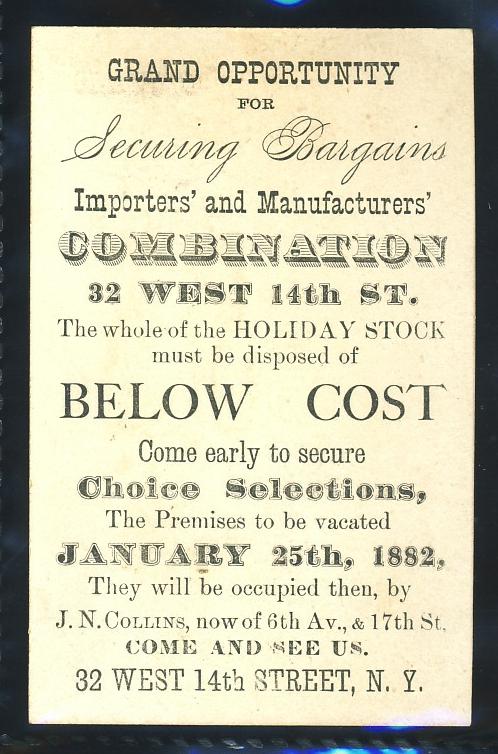 GRAND OPPORTUNITY
FOR
Securing Bargains
Importers' and Manufacturers'
COMBINATION
32 WEST 14th ST.
The whole of the HOLIDAY STOCK
must be disposed of
BELOW COST
Come early to secure
Choice Selections,
The Premises to be vacated
JANUARY 25th, 1882,
They will be occupied then, by
J. N. COLLINS, now of 6th Av., & 17th St.
COME AND SEE US.
32 WEST 14th STREET, N. Y.